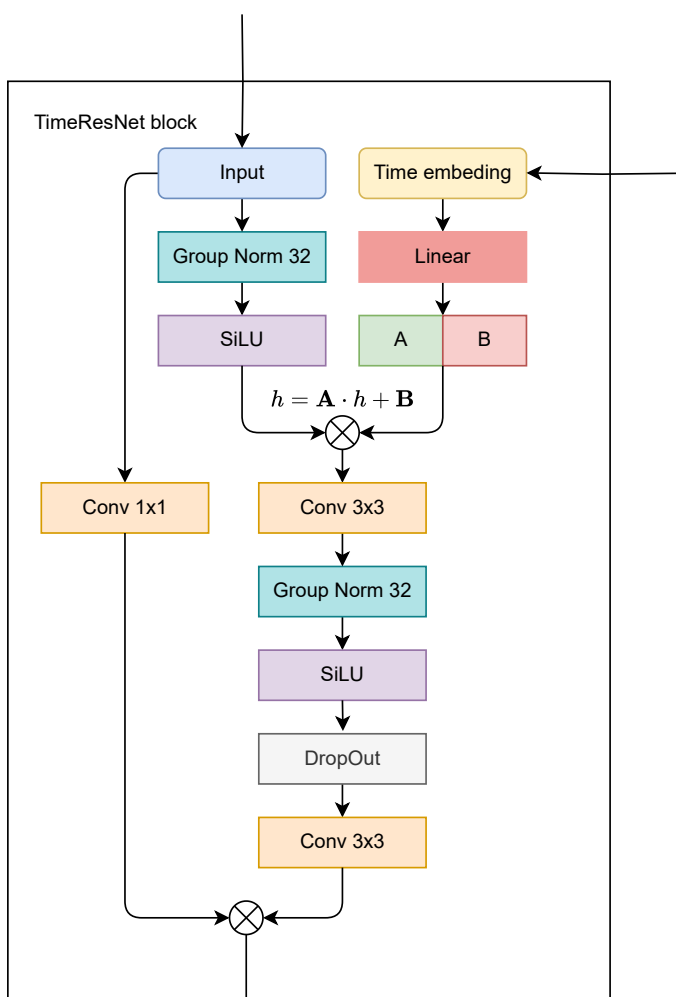 TimeResNet block
Input
Time embeding
Group Norm 32
Linear
SiLU
A
B
h = A · h + B
Conv 1x1
Conv 3x3
Group Norm 32
SiLU
DropOut
Conv 3x3